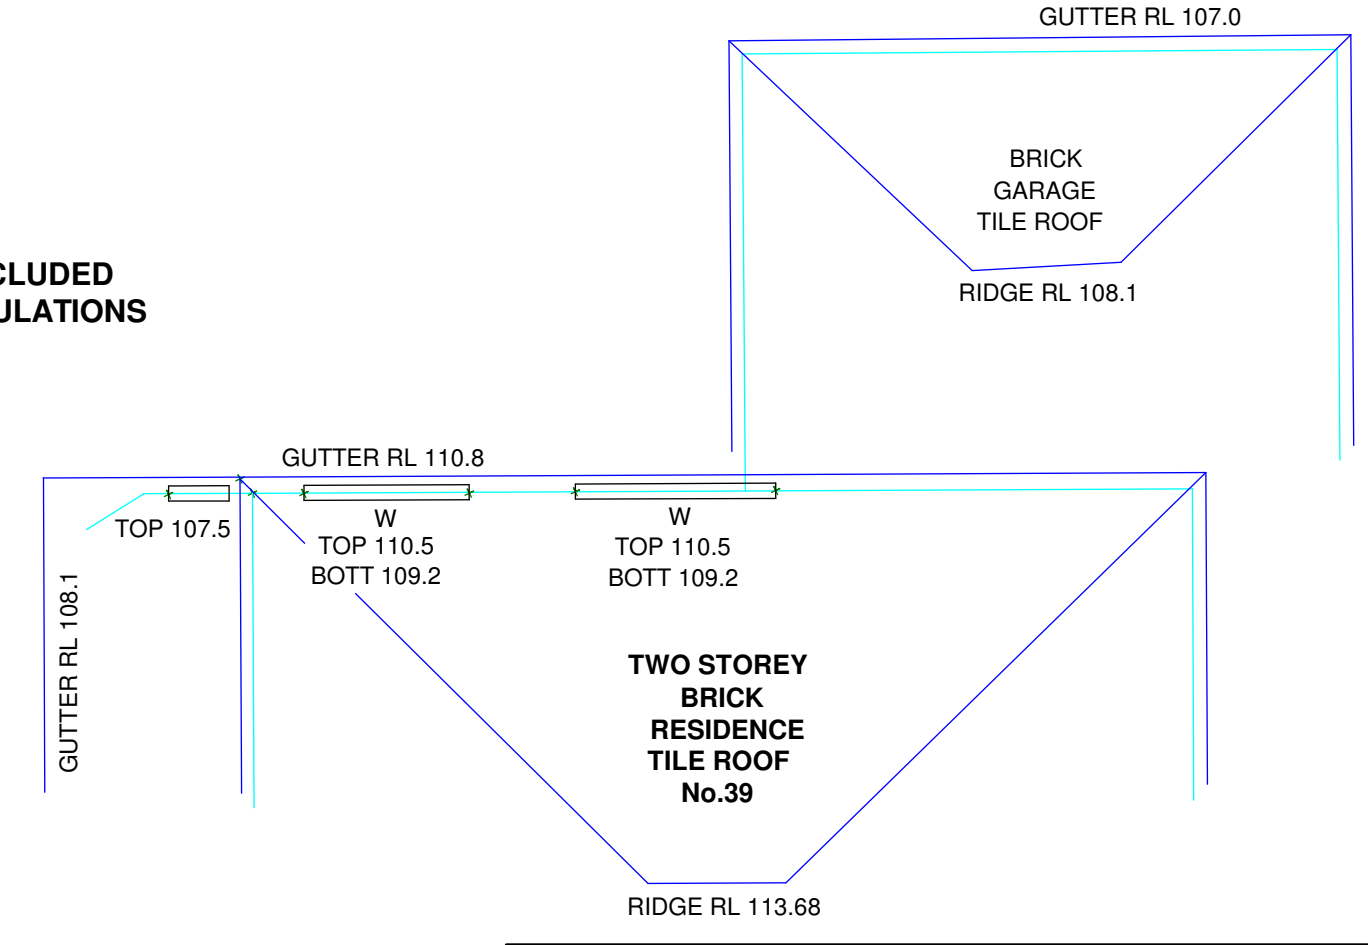 GUTTER RL 107.0
BRICK
GARAGE
TILE ROOF
RIDGE RL 108.1
CLUDED
ULATIONS
GUTTER RL 110.8
TOP 107.5
W
TOP 110.5
BOTT 109.2
W
TOP 110.5
BOTT 109.2
GUTTER RL 108.1
TWO STOREY
BRICK
RESIDENCE
TILE ROOF
No.39
RIDGE RL 113.68